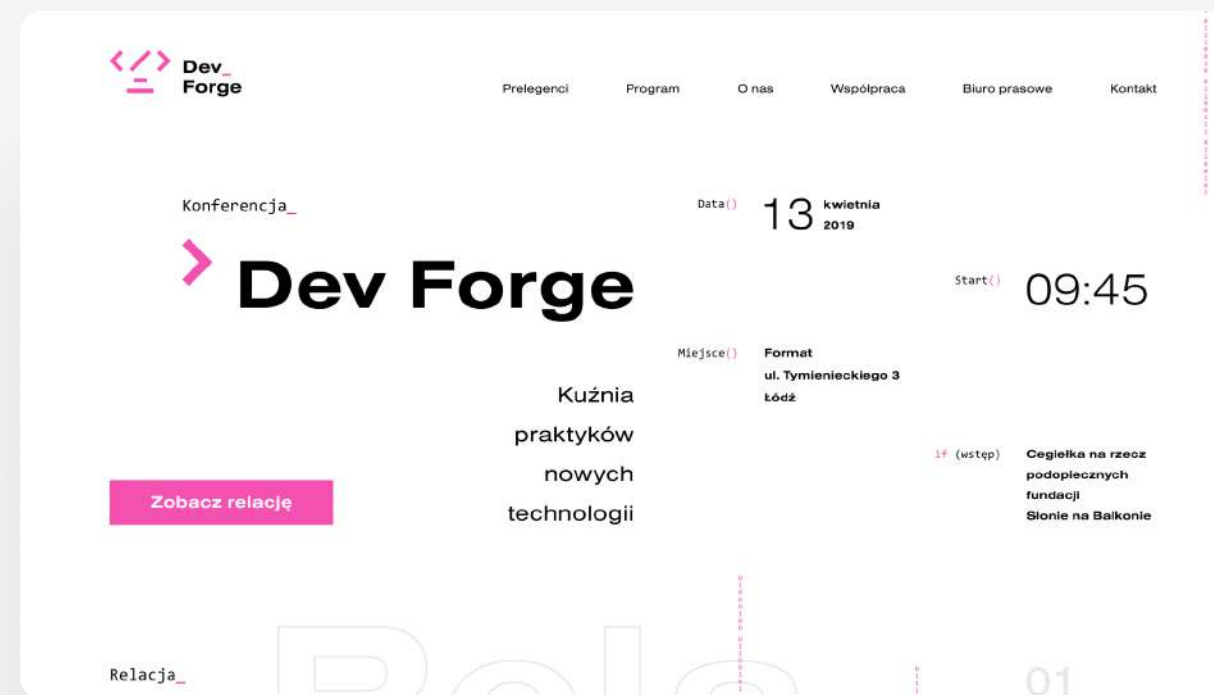 Dev_
Forge
Prelegenci Program O nas Współpraca Biuro prasowe Kontakt
Konferencja_
Dev Forge
Kuźnia
praktyków
nowych
technologii
Zobacz relację
Data()
13
kwietnia
2019
Start()
09:45
Miejsce()
Format
ul. Tymienieckiego 3
Łódź
if (wstęp)
Cegiełka na rzecz
podopiecznych
fundacji
Słonie na Balkonie
Relacja_
Rela
01